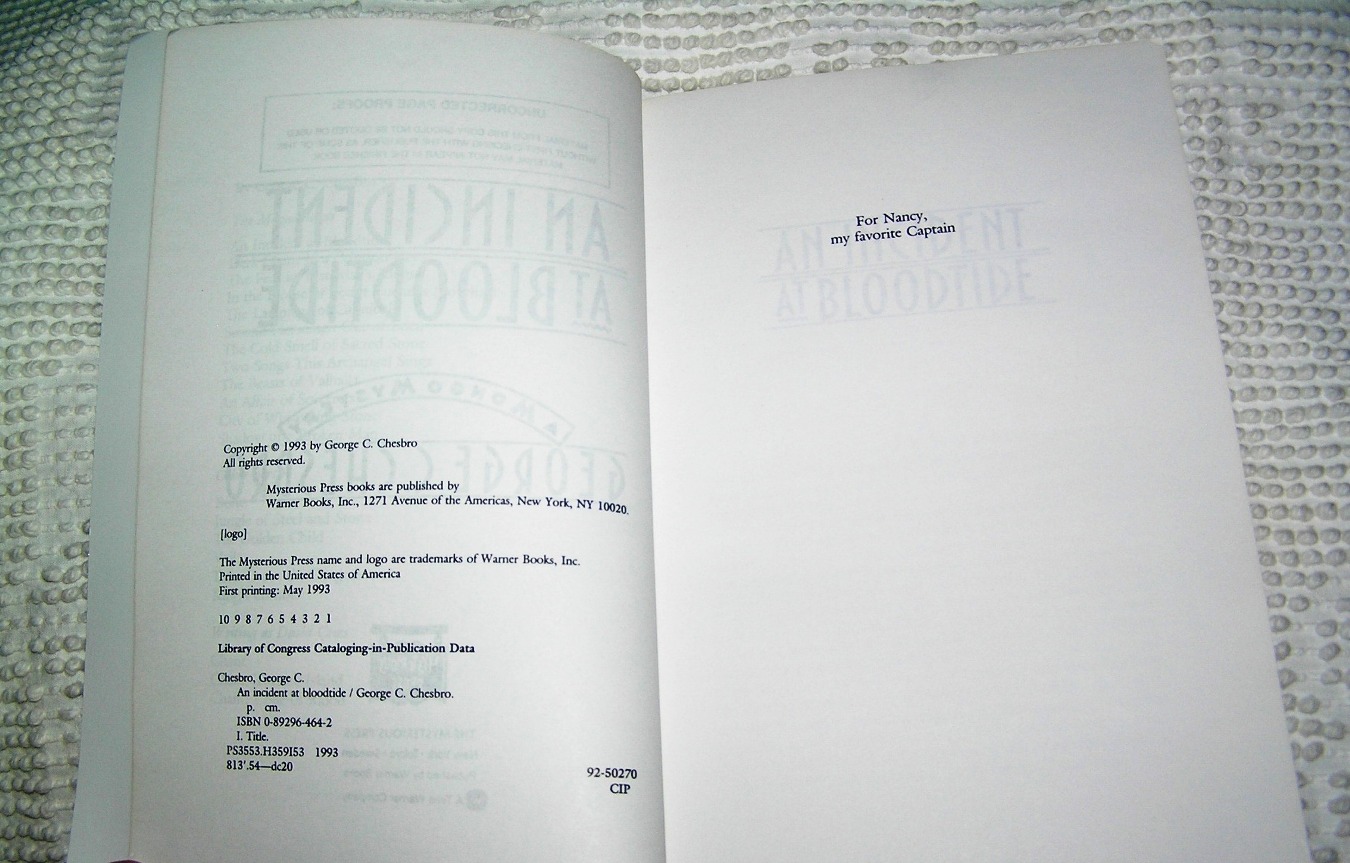 Copyright © 1993 by George C. Chesbro
All rights reserved.
Mysterious Press books are published by
Warner Books, Inc., 1271 Avenue of the Americas, New York, NY 10020.
[logo]
The Mysterious Press name and logo are trademarks of Warner Books, Inc.
Printed in the United States of America
First printing: May 1993
10 9 8 7 6 5 4 3 2 1
Library of Congress Cataloging-in-Publication Data
Chesbro, George C.
An incident at bloodtide / George C. Chesbro.
p. cm.
ISBN 0-89296-464-2
I. Title.
PS3553.H359I53 1993
813'.54—dc20
92-50270
CIP
For Nancy,
my favorite Captain
AN INCIDENT
AT BLOODTIDE